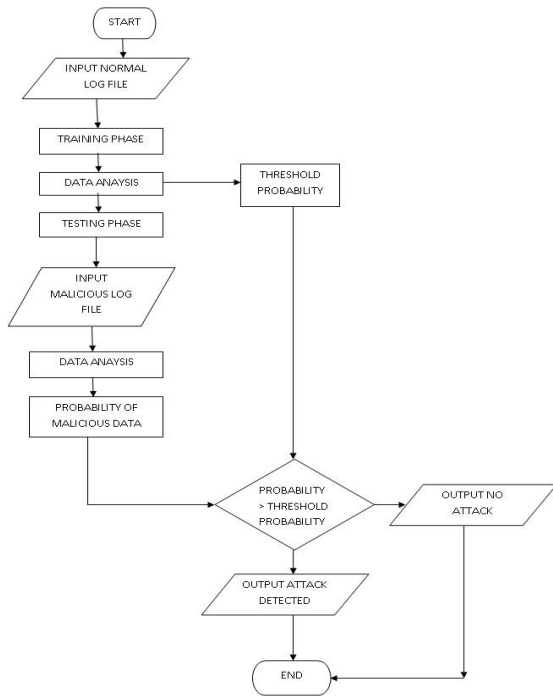 START
INPUT NORMAL
LOG FILE
TRAINING PHASE
DATA ANAYSIS
THRESHOLD
PROBABILITY
TESTING PHASE
INPUT
MALICIOUS LOG
FILE
DATA ANAYSIS
PROBABILITY OF
MALICIOUS DATA
PROBABILITY
> THRESHOLD
PROBABILITY
OUTPUT NO
ATTACK
OUTPUT ATTACK
DETECTED
END